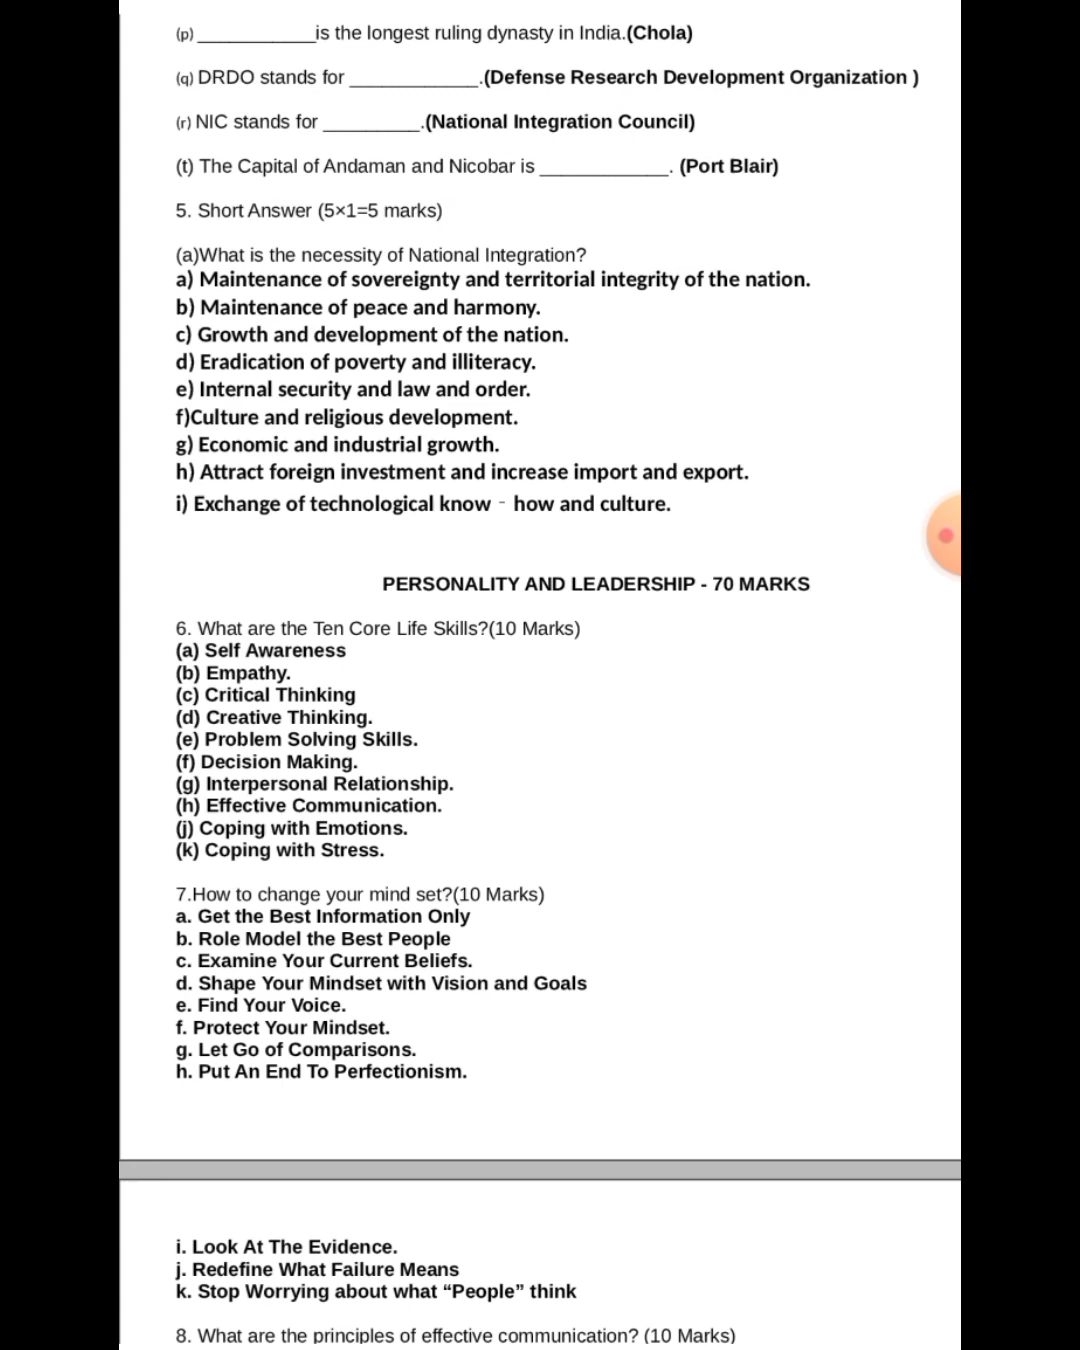 (p) ___________is the longest ruling dynasty in India.(Chola)
(q) DRDO stands for ____________.(Defense Research Development Organization )
(r) NIC stands for _________.(National Integration Council)
(t) The Capital of Andaman and Nicobar is ____________. (Port Blair)
5. Short Answer (5×1=5 marks)
(a)What is the necessity of National Integration?
a) Maintenance of sovereignty and territorial integrity of the nation.
b) Maintenance of peace and harmony.
c) Growth and development of the nation.
d) Eradication of poverty and illiteracy.
e) Internal security and law and order.
f)Culture and religious development.
g) Economic and industrial growth.
h) Attract foreign investment and increase import and export.
i) Exchange of technological know - how and culture.
PERSONALITY AND LEADERSHIP - 70 MARKS
6. What are the Ten Core Life Skills?(10 Marks)
(a) Self Awareness
(b) Empathy.
(c) Critical Thinking
(d) Creative Thinking.
(e) Problem Solving Skills.
(f) Decision Making.
(g) Interpersonal Relationship.
(h) Effective Communication.
(j) Coping with Emotions.
(k) Coping with Stress.
7.How to change your mind set?(10 Marks)
a. Get the Best Information Only
b. Role Model the Best People
c. Examine Your Current Beliefs.
d. Shape Your Mindset with Vision and Goals
e. Find Your Voice.
f. Protect Your Mindset.
g. Let Go of Comparisons.
h. Put An End To Perfectionism.
i. Look At The Evidence.
j. Redefine What Failure Means
k. Stop Worrying about what “People” think
8. What are the principles of effective communication? (10 Marks)